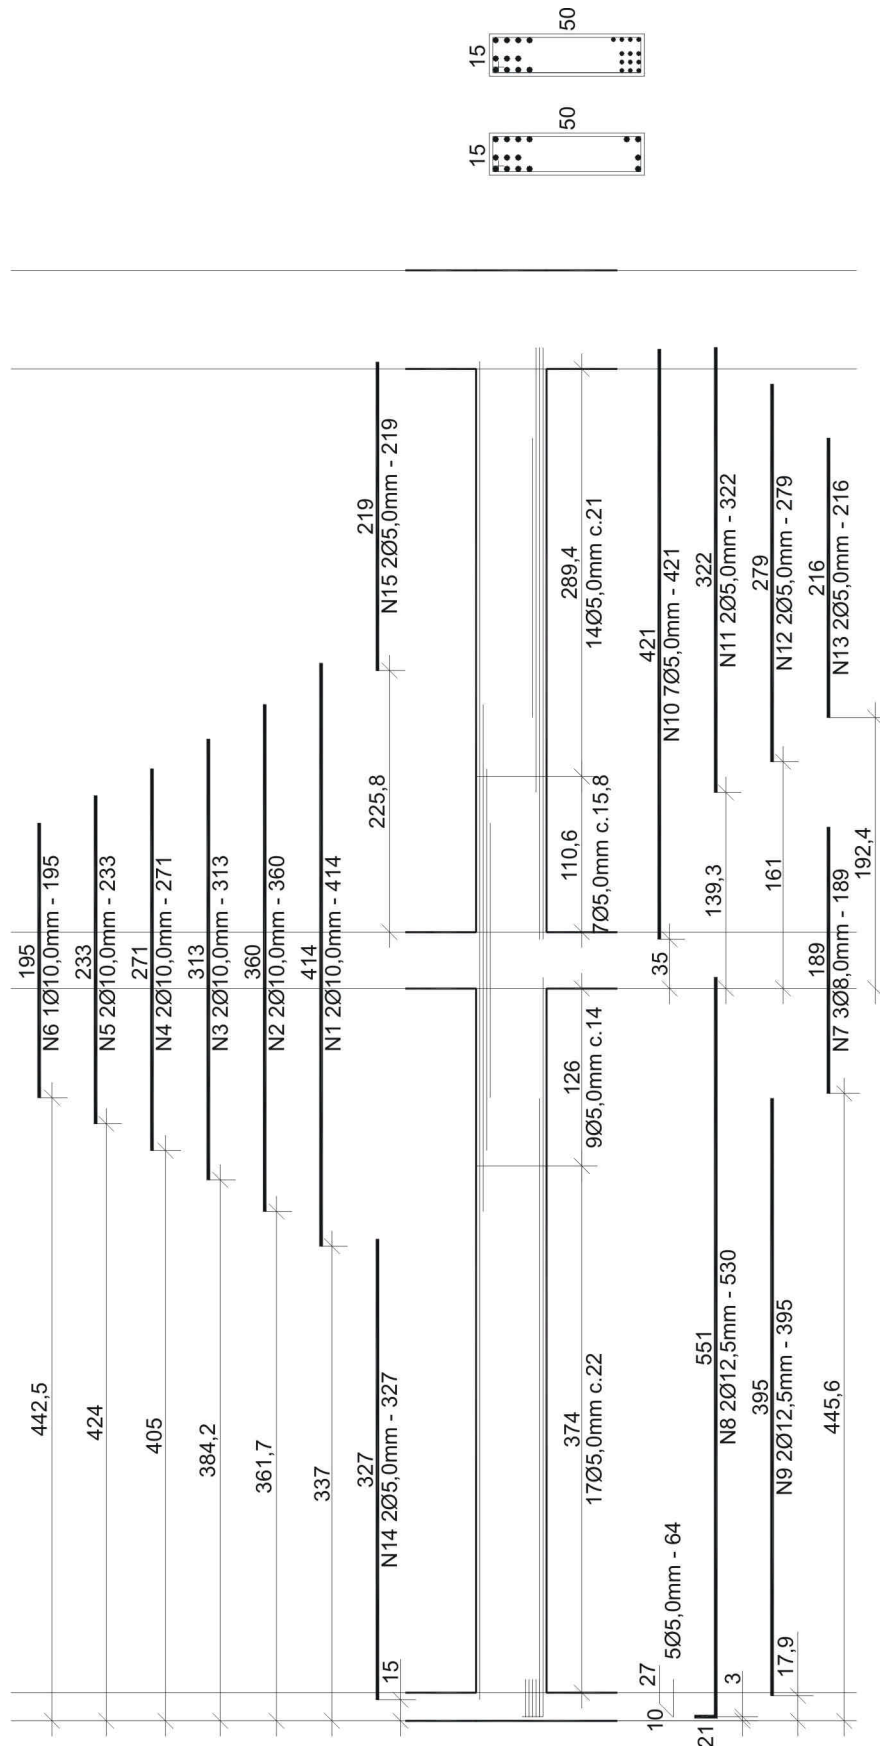 50
15
50
15
219
N15 2Ø5,0mm - 219
289,4
14Ø5,0mm c.21
421
N10 7Ø5,0mm - 421
322
N11 2Ø5,0mm - 322
279
N12 2Ø5,0mm - 279
216
N13 2Ø5,0mm - 216
225,8
110,6
7Ø5,0mm c.15,8
139,3
161
192,4
195
N6 1Ø10,0mm - 195
233
N5 2Ø10,0mm - 233
271
N4 2Ø10,0mm - 271
313
N3 2Ø10,0mm - 313
360
N2 2Ø10,0mm - 360
414
N1 2Ø10,0mm - 414
35
189
N7 3Ø8,0mm - 189
126
9Ø5,0mm c.14
442,5
424
405
384,2
361,7
337
327
N14 2Ø5,0mm - 327
374
17Ø5,0mm c.22
551
N8 2Ø12,5mm - 530
395
N9 2Ø12,5mm - 395
445,6
15
5Ø5,0mm - 64
27
10
21
3
17,9